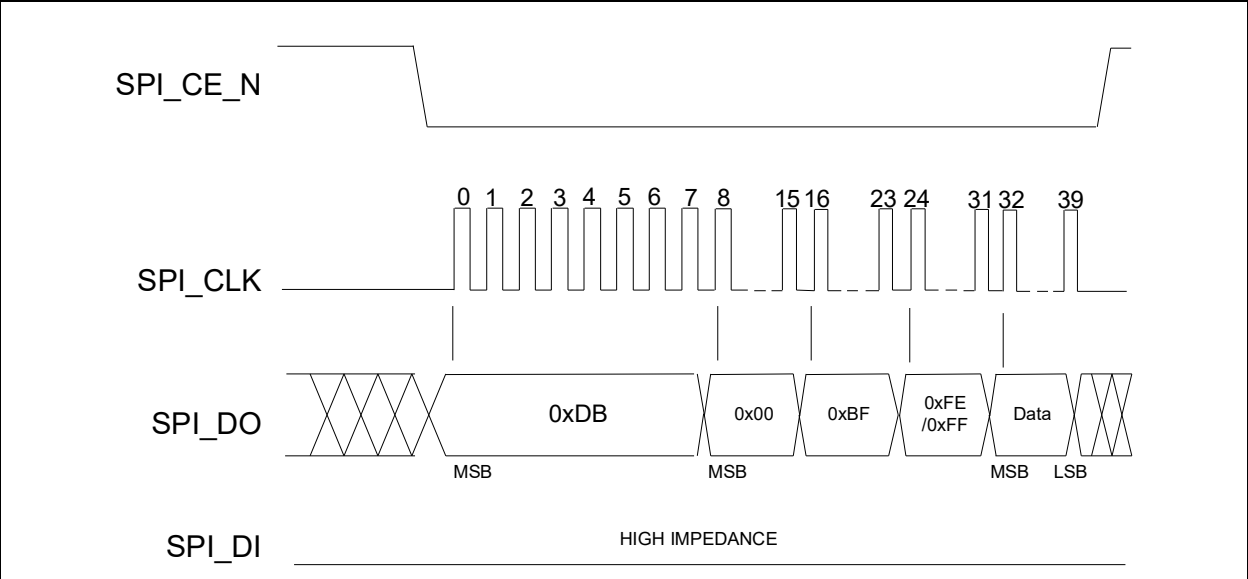 SPI_CE_N
0 1 2 3 4 5 6 7 8 15 16 23 24 31 32 39
SPI_CLK
SPI_DO
0xDB
0x00
0xBF
0xFE
/0xFF
Data
MSB MSB MSB LSB
HIGH IMPEDANCE
SPI_DI